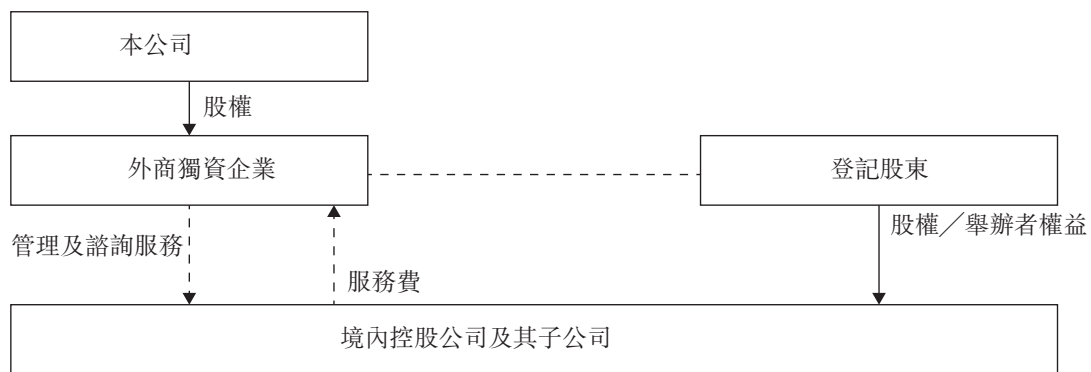 本公司
股權
外商獨資企業
登記股東
股權／舉辦者權益
管理及諮詢服務
服務費
境內控股公司及其子公司